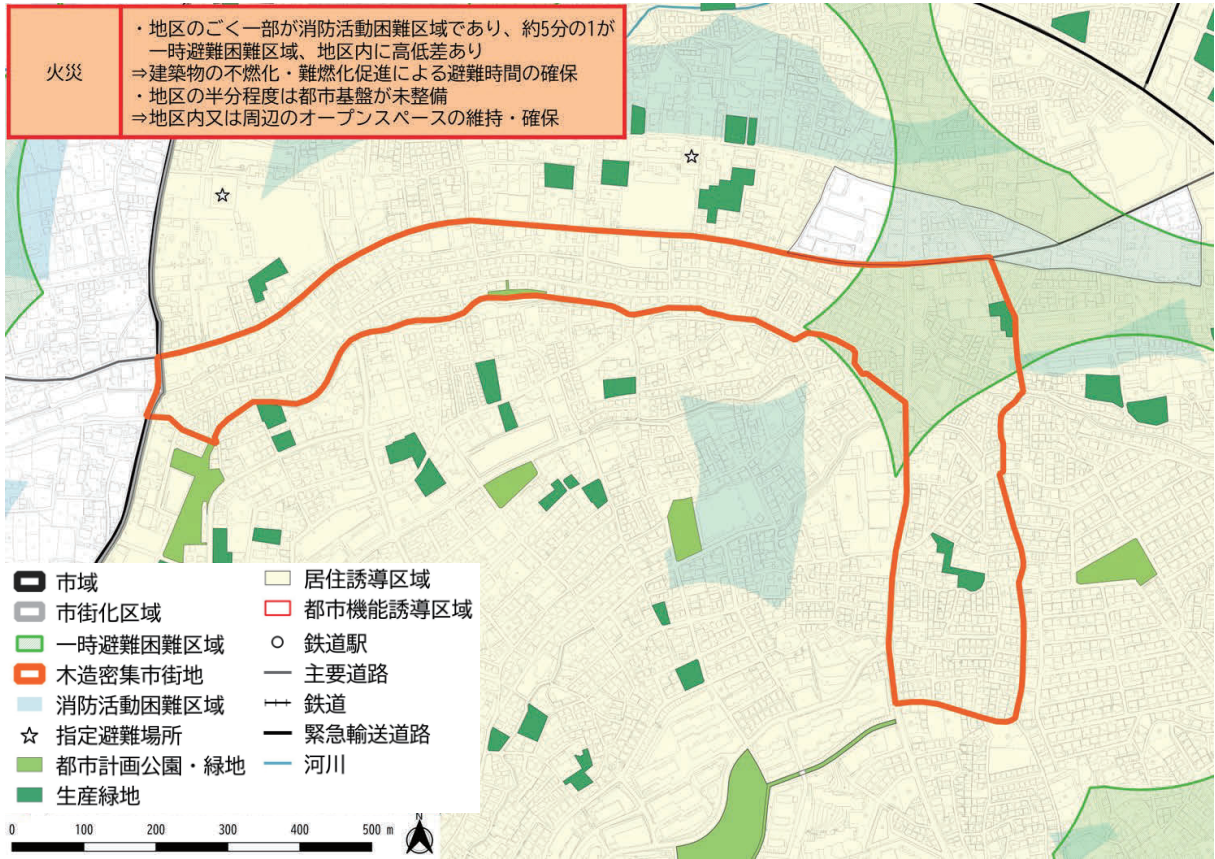 火災
・地区のごく一部が消防活動困難区域であり、約5分の1が
一時避難困難区域、地区内に高低差あり
⇒建築物の不燃化・難燃化促進による避難時間の確保
・地区の半分程度は都市基盤が未整備
⇒地区内又は周辺のオープンスペースの維持・確保
市域
市街化区域
一時避難困難区域
木造密集市街地
消防活動困難区域
指定避難場所
都市計画公園・緑地
生産緑地
居住誘導区域
都市機能誘導区域
鉄道駅
主要道路
鉄道
緊急輸送道路
河川
0 100 200 300 400 500 m
N